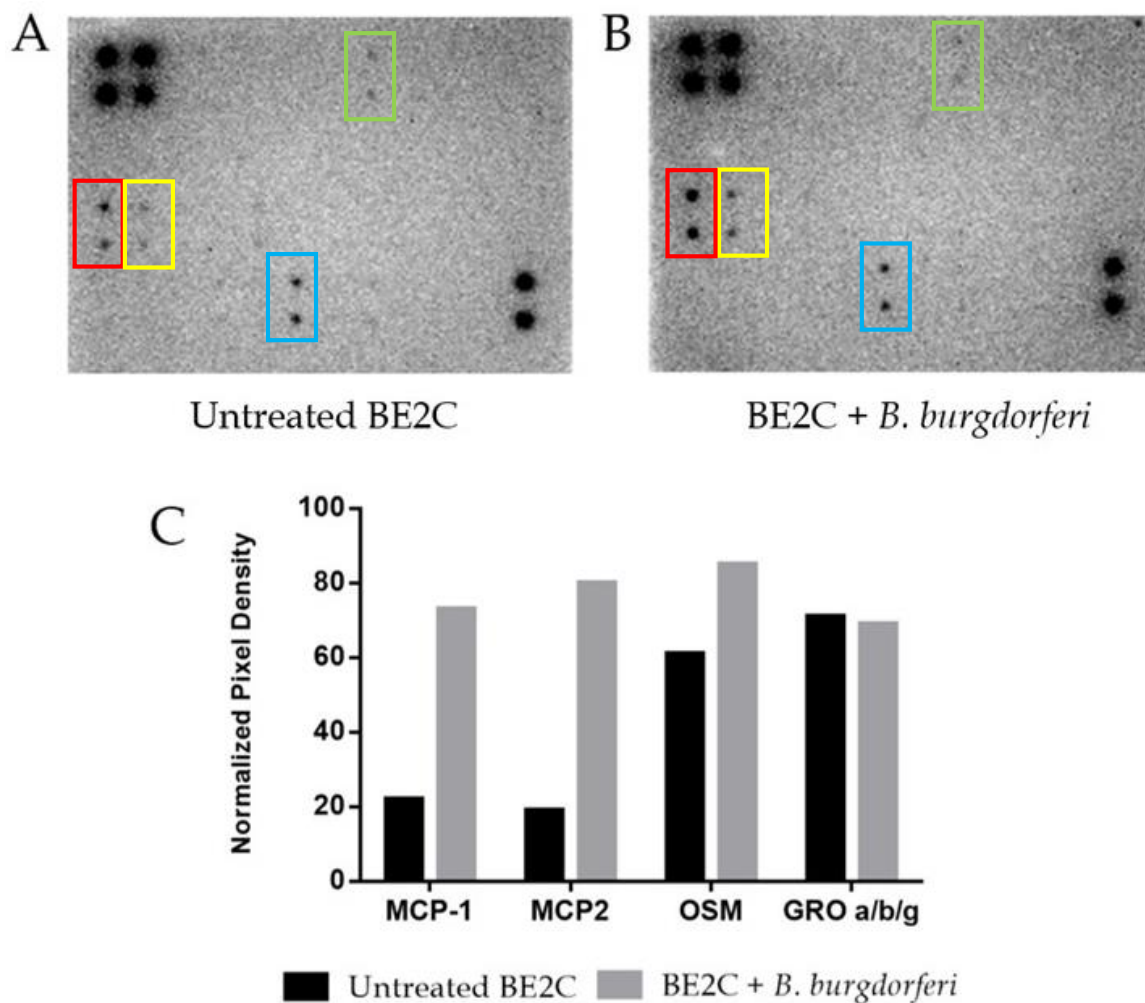 A
B
Untreated BE2C
BE2C + B. burgdorferi
C
Normalized Pixel Density
100
80
60
40
20
0
MCP-1
MCP2
OSM
GRO a/b/g
Untreated BE2C
BE2C + B. burgdorferi